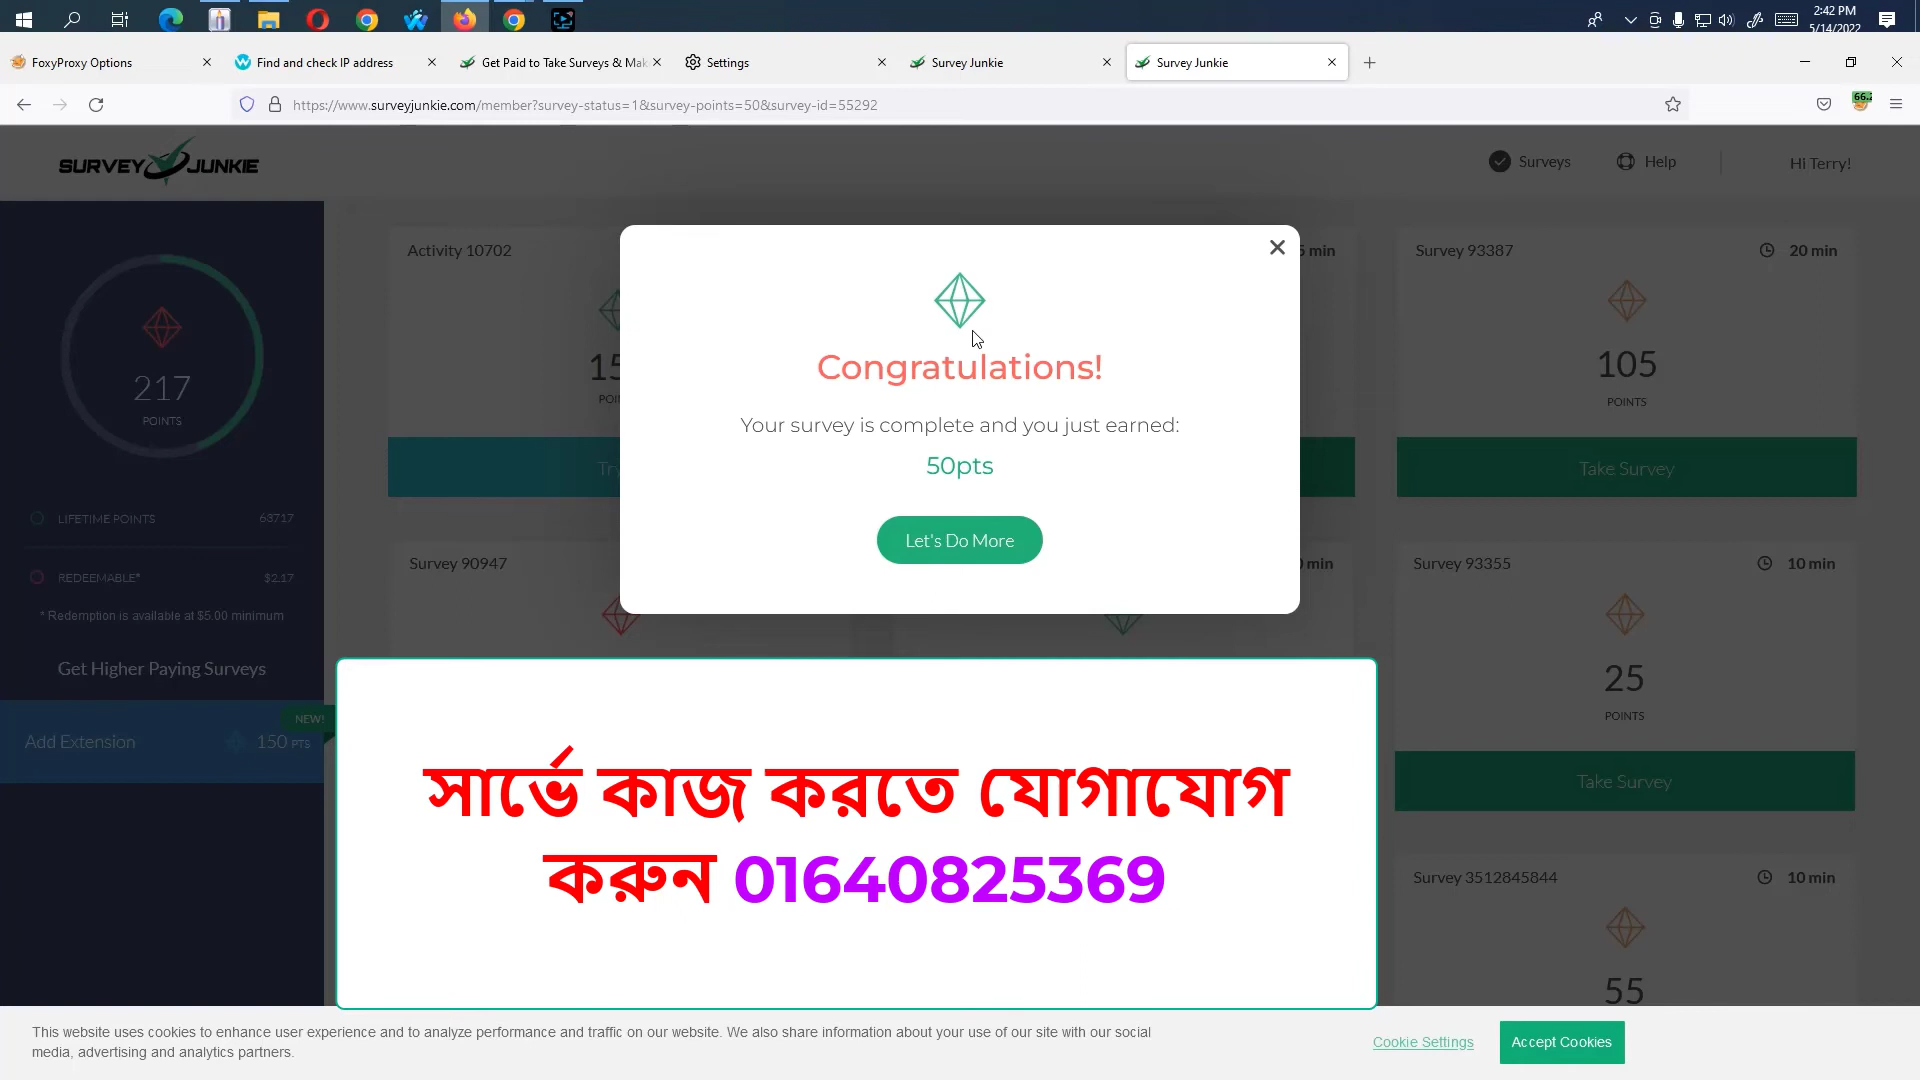 2:42 PM
5/14/2022
FoxyProxy Options
Find and check IP address
Get Paid to Take Surveys & Mak
Settings
Survey Junkie
Survey Junkie
https://www.surveyjunkie.com/member?survey-status=1&survey-points=50&survey-id=55292
66.2
SURVEY JUNKIE
Surveys
Help
Hi Terry!
217
POINTS
LIFETIME POINTS 63717
REDEEMABLE* $2.17
* Redemption is available at $5.00 minimum
Get Higher Paying Surveys
NEW!
Add Extension 150 PTS
Activity 10702
5 min
Survey 93387 20 min
105
POINTS
Take Survey
Congratulations!
Your survey is complete and you just earned:
50pts
Let's Do More
Survey 90947
0 min
Survey 93355 10 min
25
POINTS
Take Survey
সার্ভে কাজ করতে যোগাযোগ
করুন 01640825369
Survey 3512845844 10 min
55
This website uses cookies to enhance user experience and to analyze performance and traffic on our website. We also share information about your use of our site with our social
media, advertising and analytics partners.
Cookie Settings
Accept Cookies